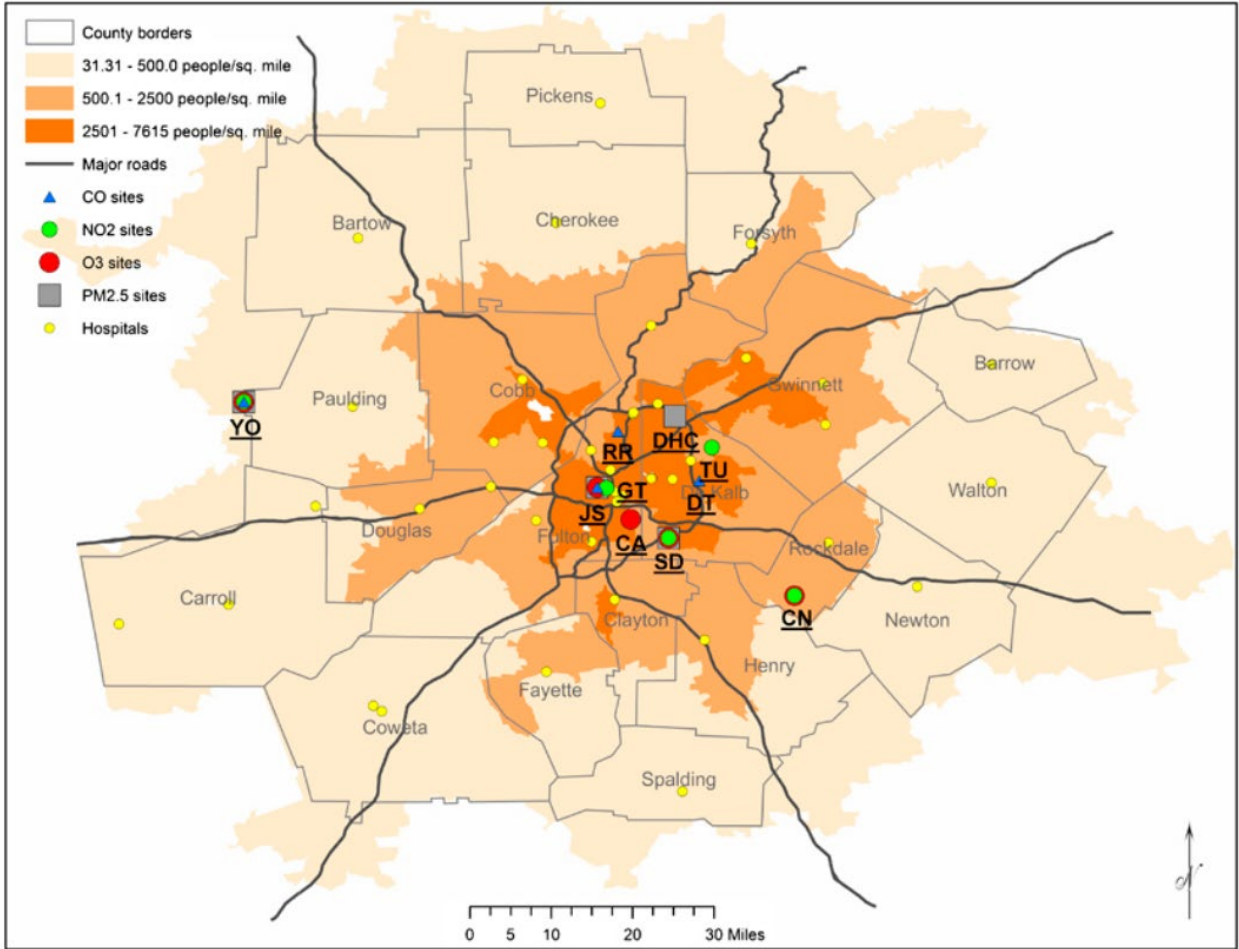 County borders
31.31 - 500.0 people/sq. mile
500.1 - 2500 people/sq. mile
2501 - 7615 people/sq. mile
Major roads
CO sites
NO2 sites
O3 sites
PM2.5 sites
Hospitals
Pickens
Bartow
Cherokee
Forsyth
Barrow
Cobb
Gwinnett
Paulding
YO
RR
DHC
TU
GT
DeKalb
DT
Walton
JS
Douglas
Fulton
CA
SD
Rockdale
Carroll
CN
Clayton
Newton
Henry
Fayette
Coweta
Spalding
0 5 10 20 30 Miles
N